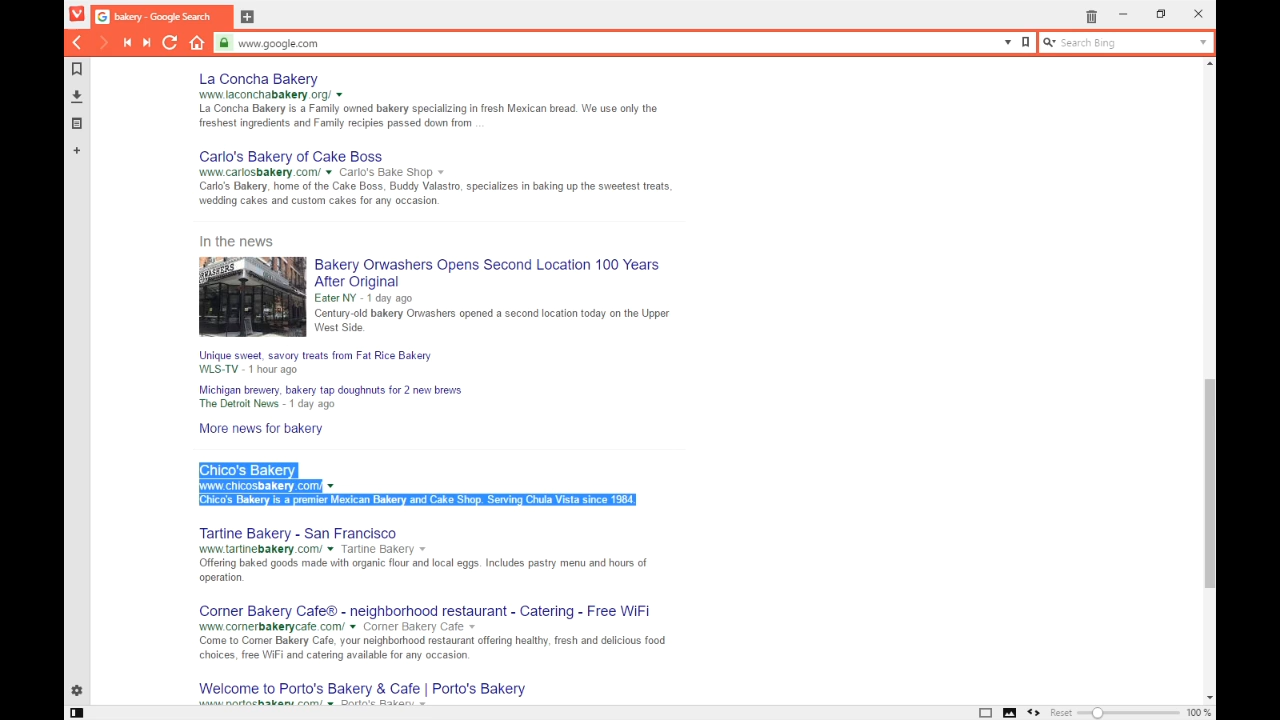 bakery - Google Search
www.google.com
Search Bing
La Concha Bakery
www.laconchabakery.org/
La Concha Bakery is a Family owned bakery specializing in fresh Mexican bread. We use only the
freshest ingredients and Family recipies passed down from ...
Carlo's Bakery of Cake Boss
www.carlosbakery.com/ Carlo's Bake Shop
Carlo's Bakery, home of the Cake Boss, Buddy Valastro, specializes in baking up the sweetest treats,
wedding cakes and custom cakes for any occasion.
In the news
Bakery Orwashers Opens Second Location 100 Years
After Original
Eater NY - 1 day ago
Century-old bakery Orwashers opened a second location today on the Upper
West Side.
Unique sweet, savory treats from Fat Rice Bakery
WLS-TV - 1 hour ago
Michigan brewery, bakery tap doughnuts for 2 new brews
The Detroit News - 1 day ago
More news for bakery
Chico's Bakery
www.chicosbakery.com/
Chico's Bakery is a premier Mexican Bakery and Cake Shop. Serving Chula Vista since 1984.
Tartine Bakery - San Francisco
www.tartinebakery.com/ Tartine Bakery
Offering baked goods made with organic flour and local eggs. Includes pastry menu and hours of
operation.
Corner Bakery Cafe® - neighborhood restaurant - Catering - Free WiFi
www.cornerbakerycafe.com/ Corner Bakery Cafe
Come to Corner Bakery Cafe, your neighborhood restaurant offering healthy, fresh and delicious food
choices, free WiFi and catering available for any occasion.
Welcome to Porto's Bakery & Cafe | Porto's Bakery
www.portosbakery.com/ Porto's Bakery
Reset 100 %